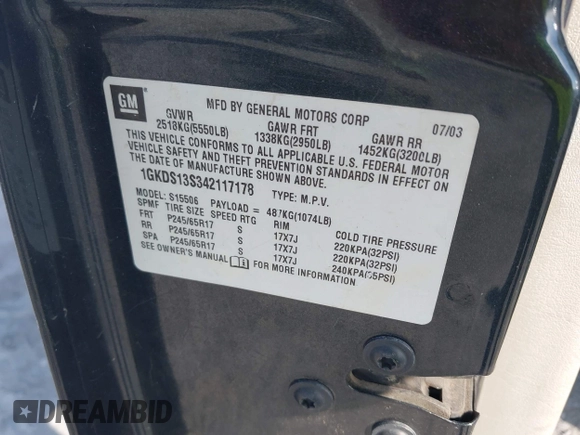 GM
MFD BY GENERAL MOTORS CORP 07/03
GVWR GAWR FRT GAWR RR
2518KG(5550LB) 1338KG(2950LB) 1452KG(3200LB)
THIS VEHICLE CONFORMS TO ALL APPLICABLE U.S. FEDERAL MOTOR
VEHICLE SAFETY AND THEFT PREVENTION STANDARDS IN EFFECT ON
THE DATE OF MANUFACTURE SHOWN ABOVE.
1GKDS13S342117178 TYPE: M.P.V.
MODEL: S15506 PAYLOAD = 487KG(1074LB)
SPMF TIRE SIZE SPEED RTG RIM COLD TIRE PRESSURE
FRT P245/65R17 S 17X7J 220KPA(32PSI)
RR P245/65R17 S 17X7J 220KPA(32PSI)
SPA P245/65R17 S 17X7J 240KPA(35PSI)
SEE OWNER'S MANUAL FOR MORE INFORMATION
DREAMBID